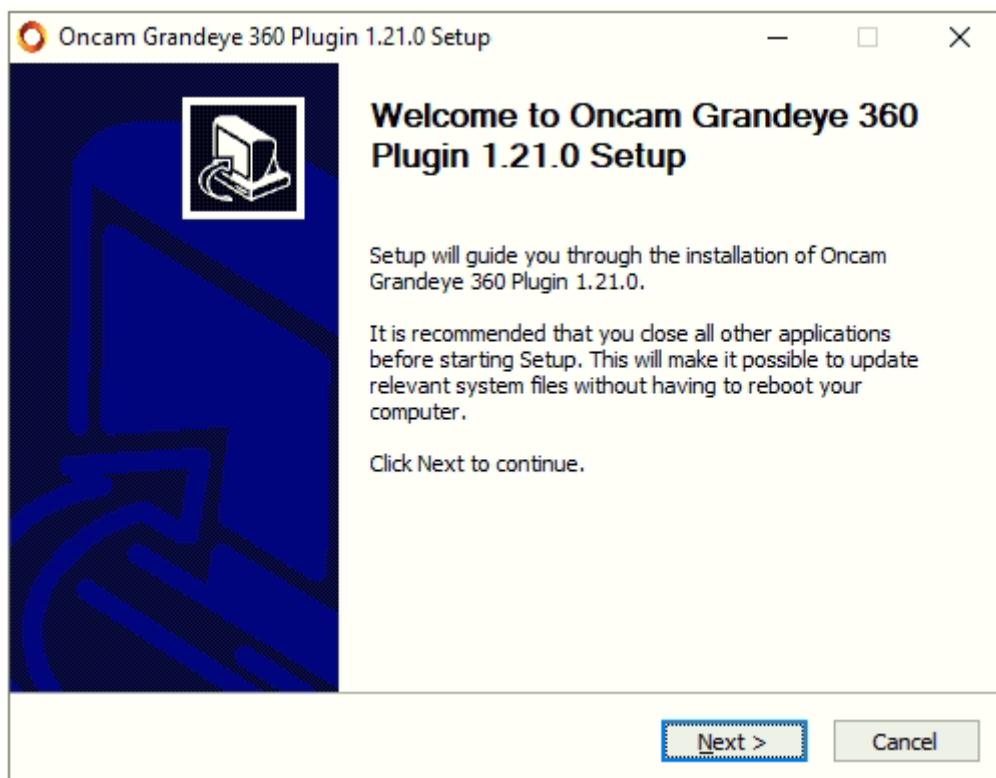 Oncam Grandeye 360 Plugin 1.21.0 Setup
Welcome to Oncam Grandeye 360
Plugin 1.21.0 Setup
Setup will guide you through the installation of Oncam
Grandeye 360 Plugin 1.21.0.
It is recommended that you close all other applications
before starting Setup. This will make it possible to update
relevant system files without having to reboot your
computer.
Click Next to continue.
Next >
Cancel